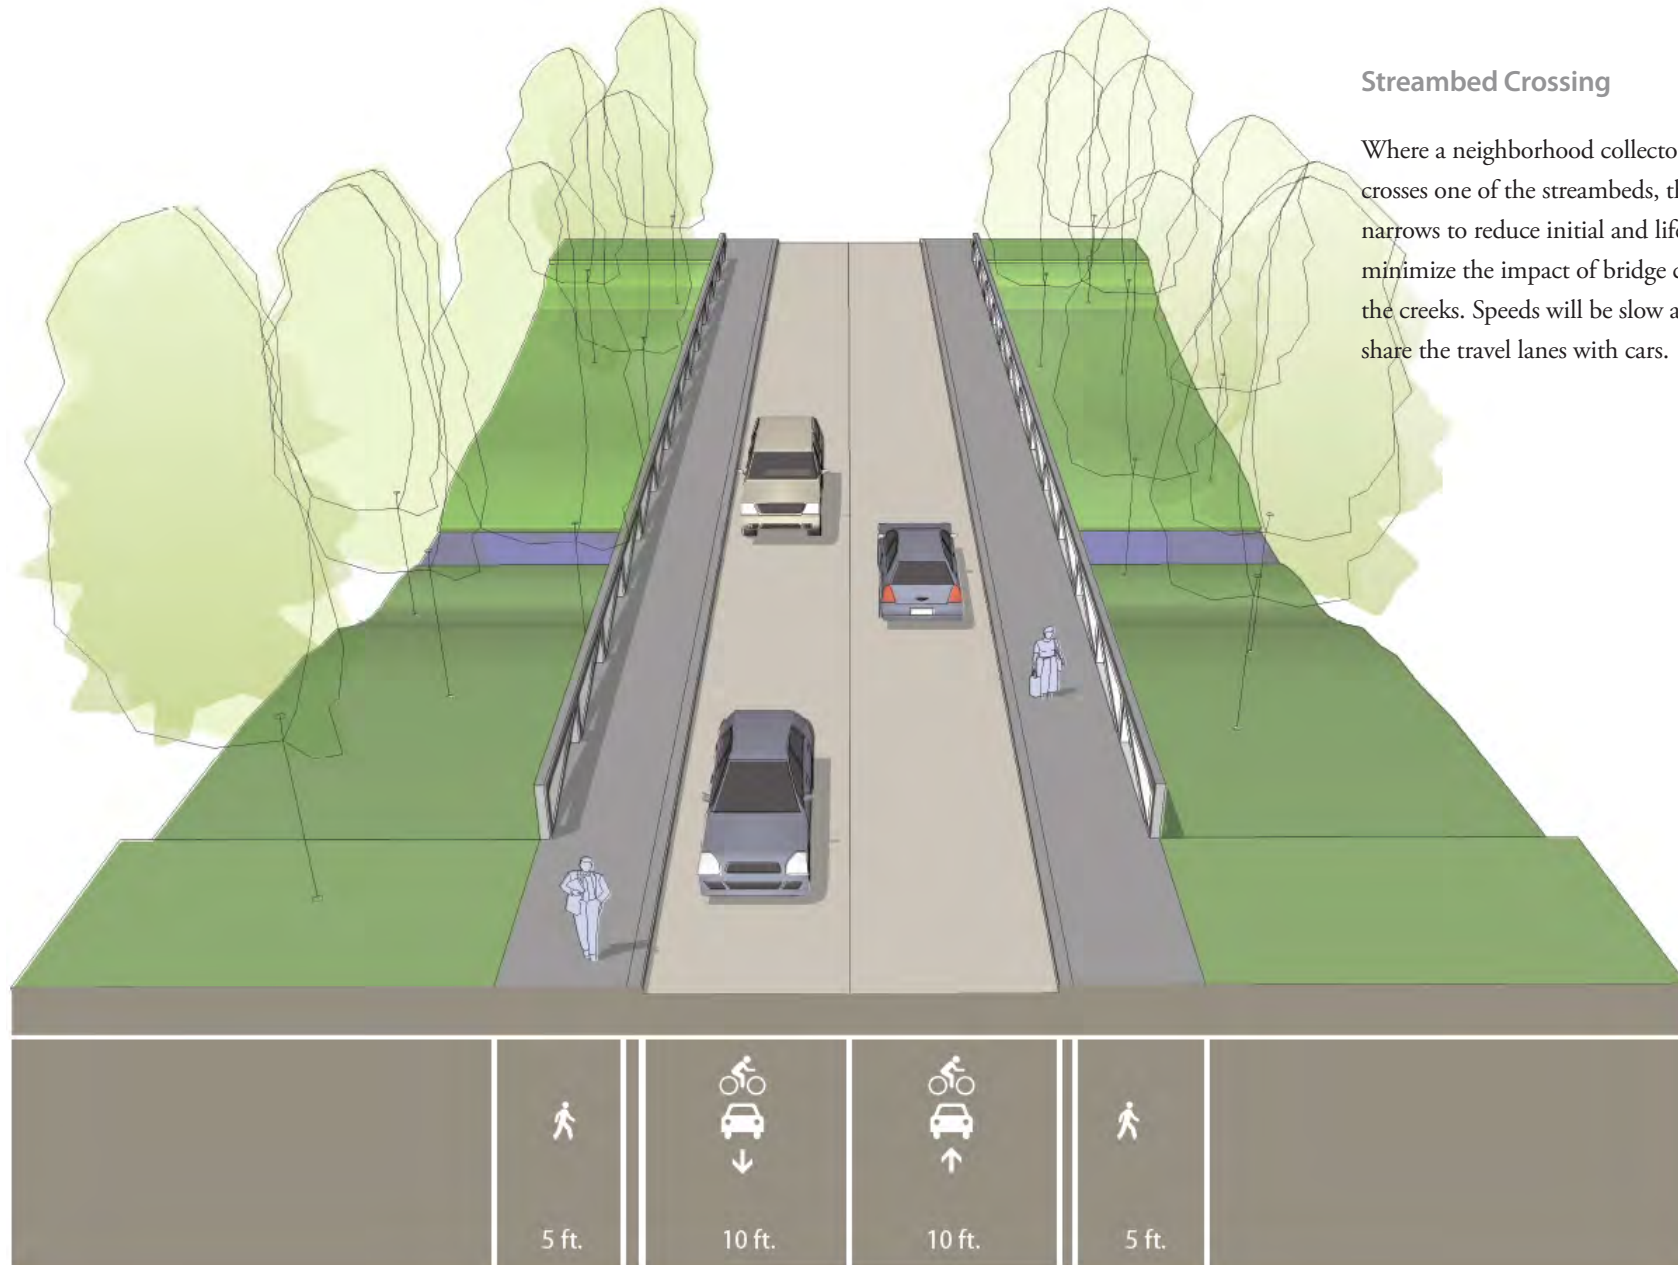 Streambed Crossing
Where a neighborhood collecto
crosses one of the streambeds, th
narrows to reduce initial and life
minimize the impact of bridge c
the creeks. Speeds will be slow a
share the travel lanes with cars.
5 ft.
10 ft.
10 ft.
5 ft.